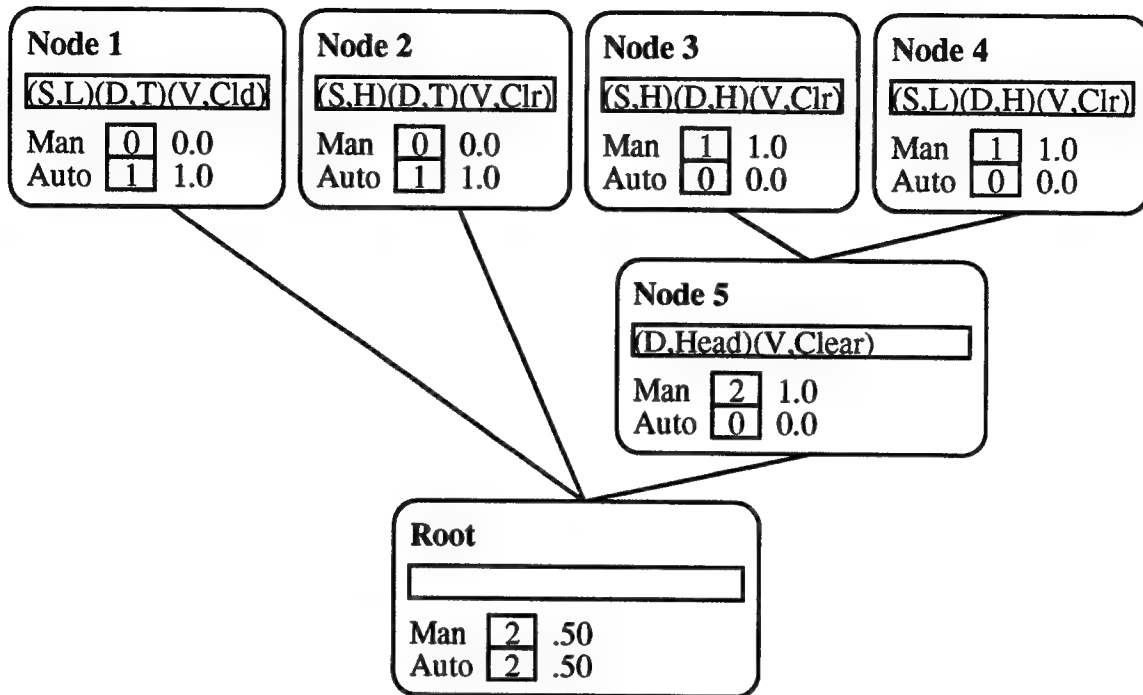 Node 1
(S,L)(D,T)(V,Cld)
Man 0 0.0
Auto 1 1.0
Node 2
(S,H)(D,T)(V,Clr)
Man 0 0.0
Auto 1 1.0
Node 3
(S,H)(D,H)(V,Clr)
Man 1 1.0
Auto 0 0.0
Node 4
(S,L)(D,H)(V,Clr)
Man 1 1.0
Auto 0 0.0
Node 5
(D,Head)(V,Clear)
Man 2 1.0
Auto 0 0.0
Root
Man 2 .50
Auto 2 .50